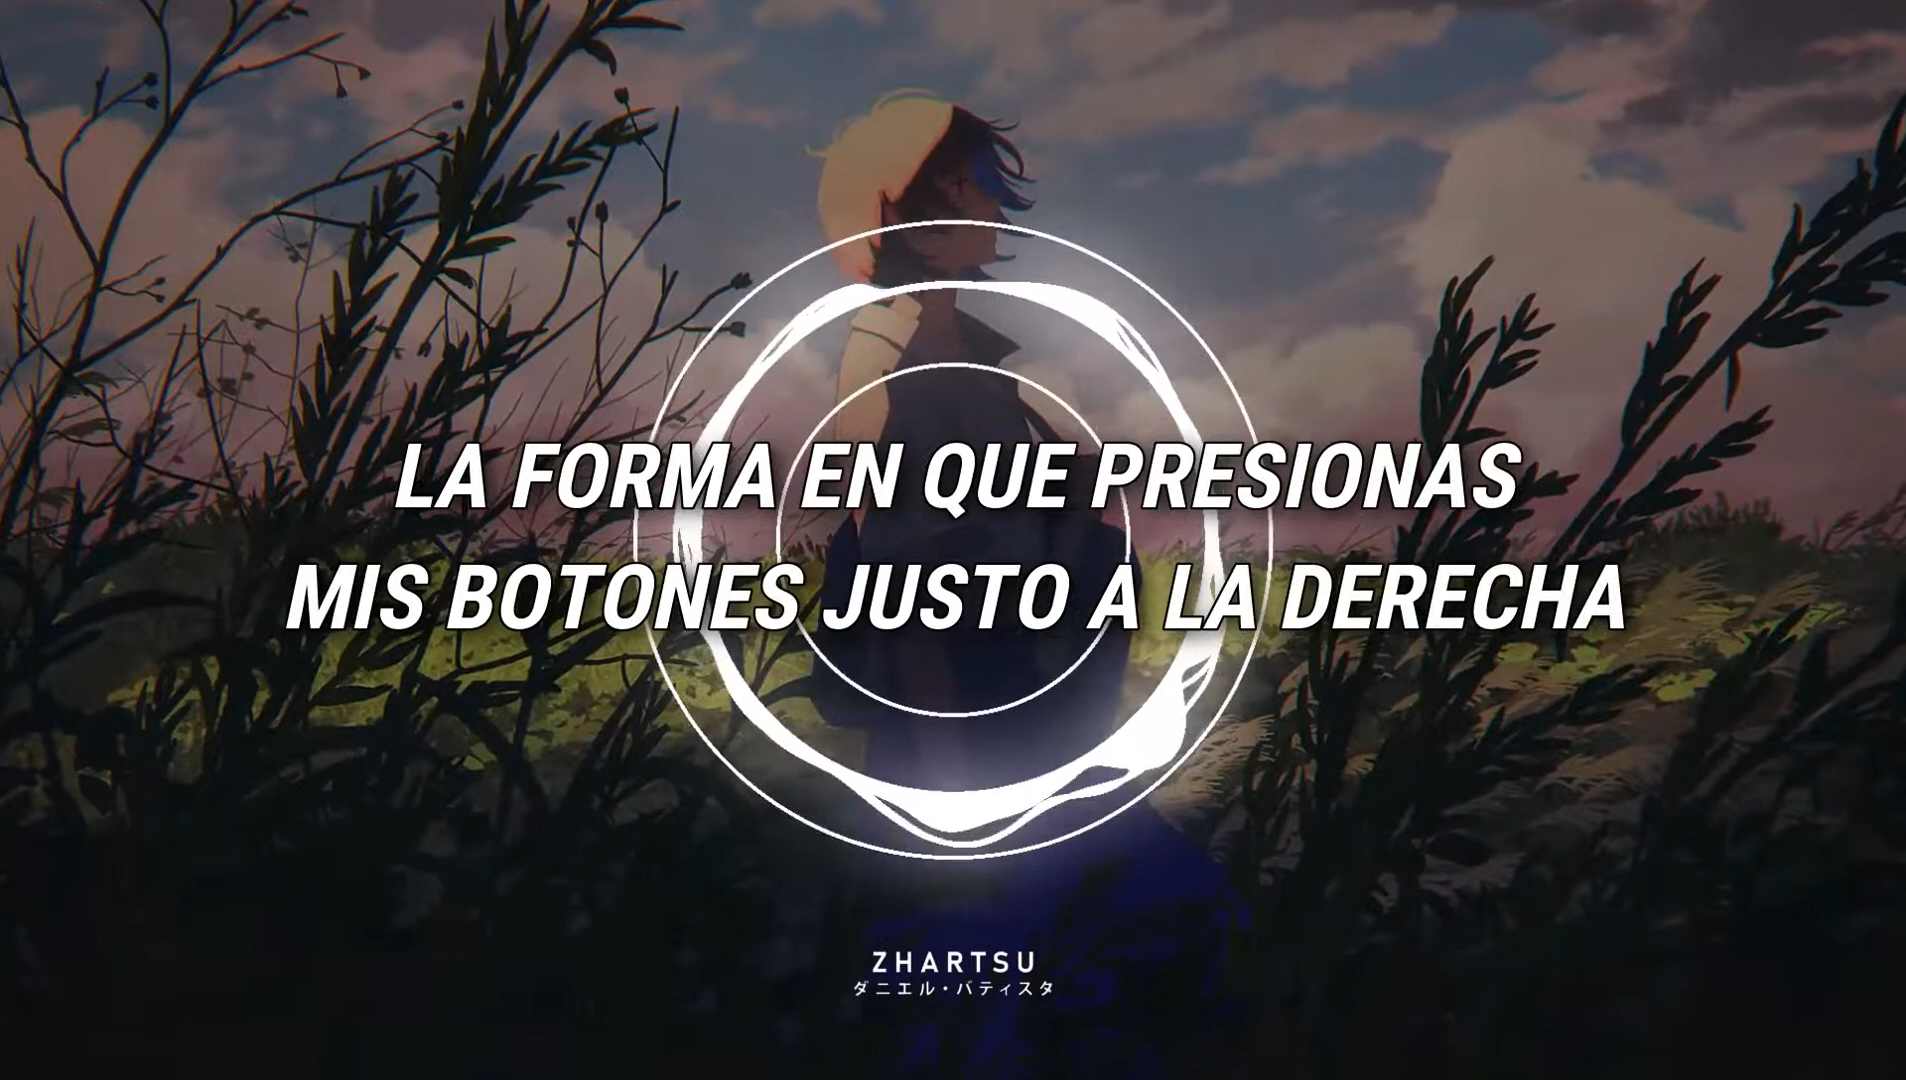 LA FORMA EN QUE PRESIONAS
MIS BOTONES JUSTO A LA DERECHA
ZHARTSU
ダニエル・バティスタ